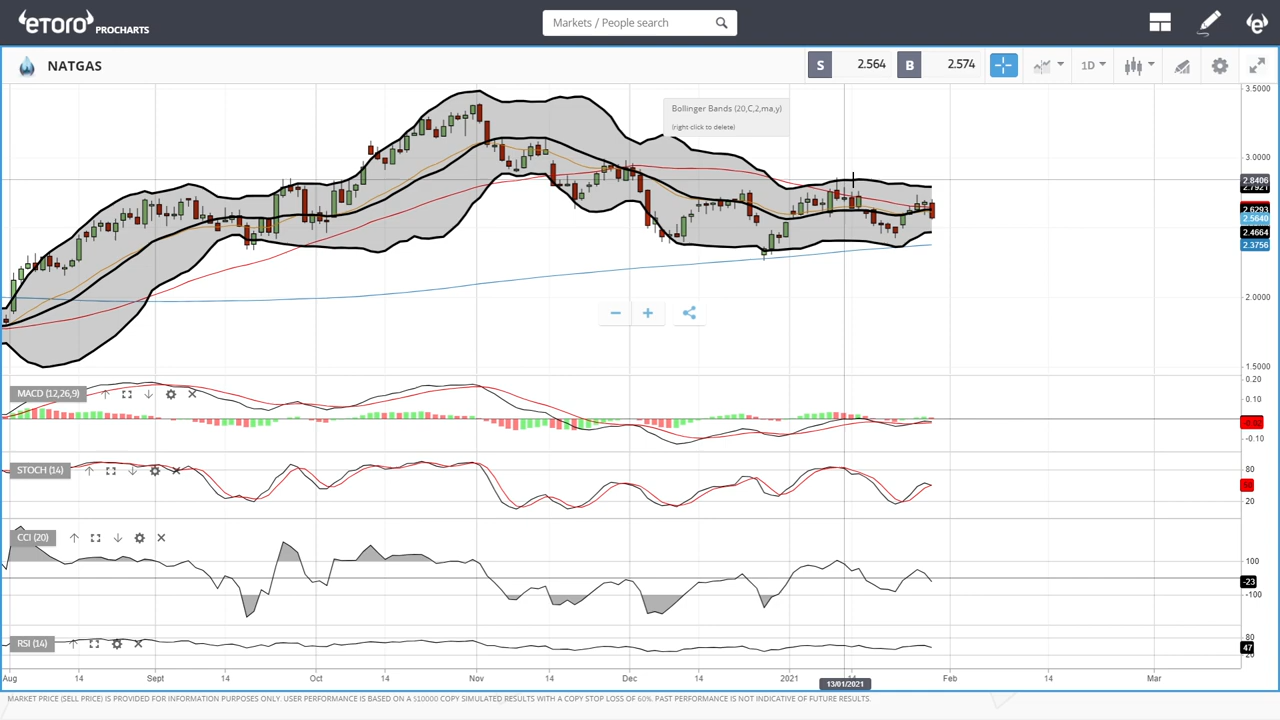 eToro PROCHARTS
Markets / People search
NATGAS
S 2.564 B 2.574
1D
Bollinger Bands (20,C,2,ma,y)
(right click to delete)
3.5000
3.0000
2.8406
2.7921
2.6293
2.5640
2.4664
2.3756
2.0000
1.5000
MACD (12,26,9)
0.20
0.10
-0.02
-0.10
STOCH (14)
80
20
CCI (20)
100
-23
-100
RSI (14)
80
47
20
Aug 14 Sept 14 Oct 14 Nov 14 Dec 14 2021 14 Feb 14 Mar
13/01/2021
MARKET PRICE (SELL PRICE) IS PROVIDED FOR INFORMATION PURPOSES ONLY. USER PERFORMANCE IS BASED ON A $10000 COPY SIMULATED RESULTS WITH A COPY STOP LOSS OF 60%. PAST PERFORMANCE IS NOT INDICATIVE OF FUTURE RESULTS.